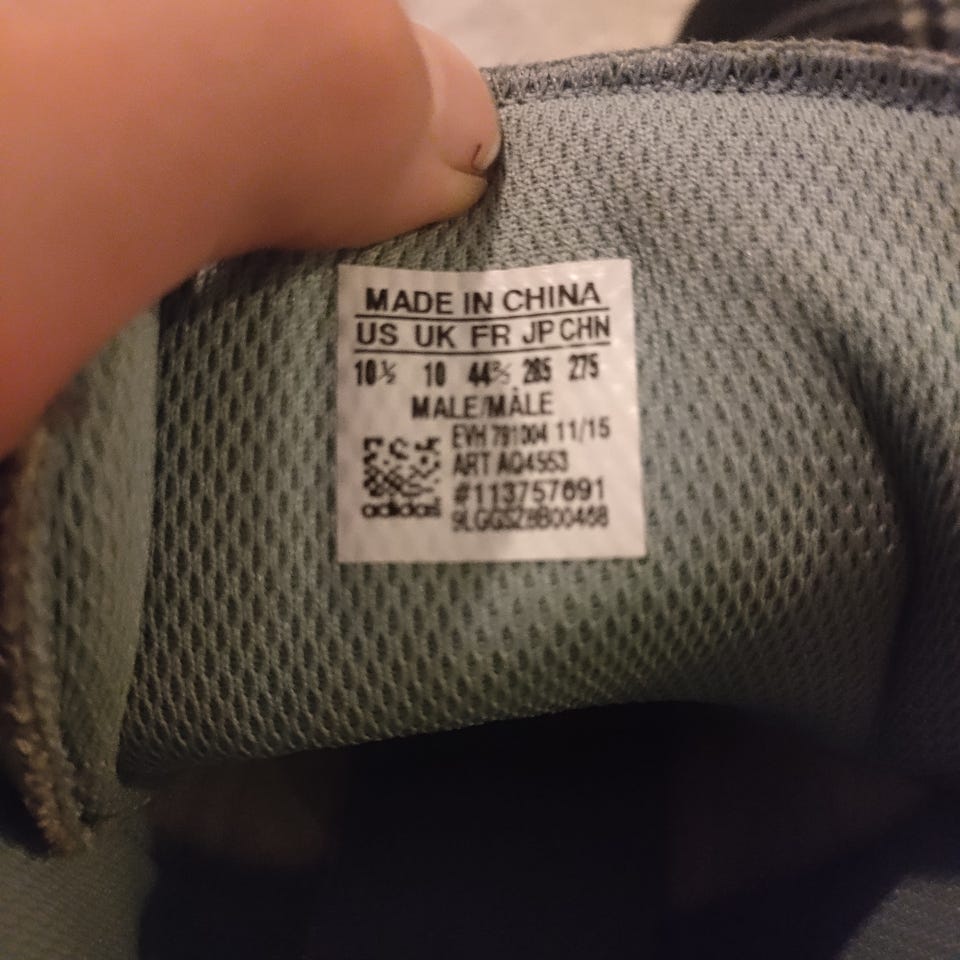 MADE IN CHINA
US UK FR JP CHN
10½ 10 44⅔ 285 275
MALE/MÂLE
EVH 791004 11/15
ART AQ4553
#113757691
adidas